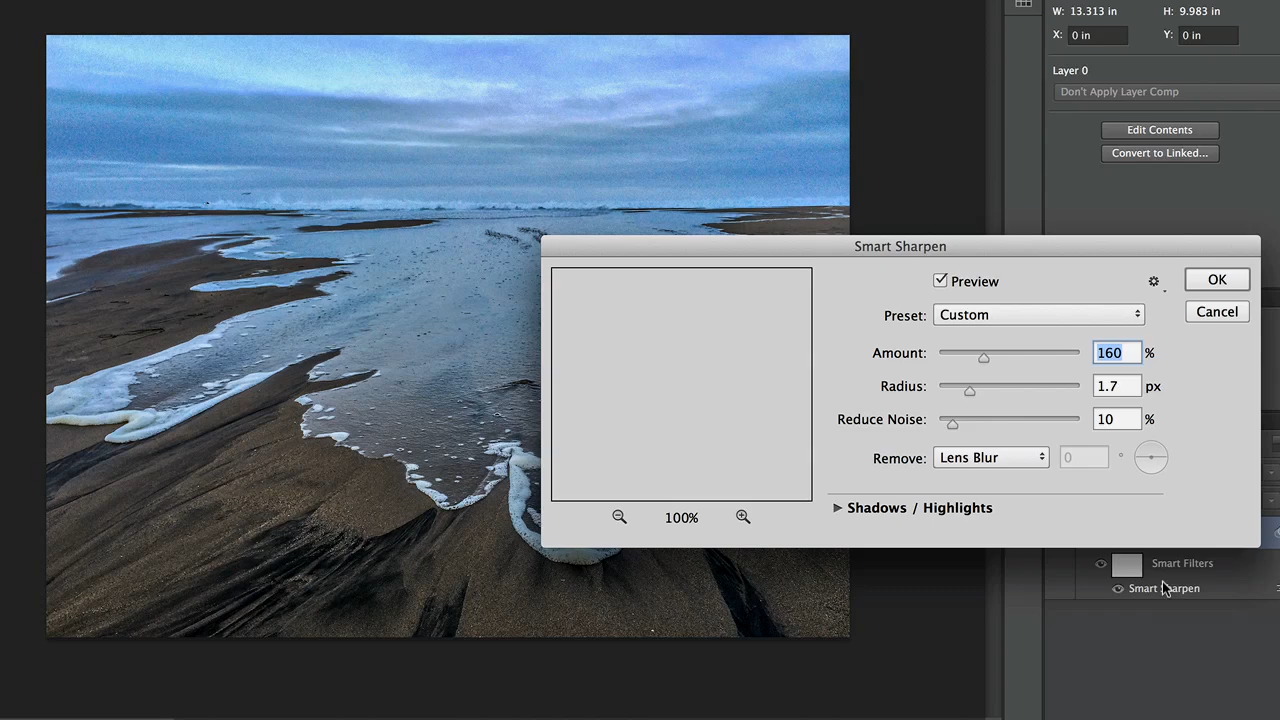 W: 13.313 in H: 9.983 in
X: 0 in Y: 0 in
Layer 0
Don't Apply Layer Comp
Edit Contents
Convert to Linked...
Smart Sharpen
Preview
OK
Preset: Custom
Cancel
Amount: 160 %
Radius: 1.7 px
Reduce Noise: 10 %
Remove: Lens Blur 0 °
Shadows / Highlights
100%
Smart Filters
Smart Sharpen